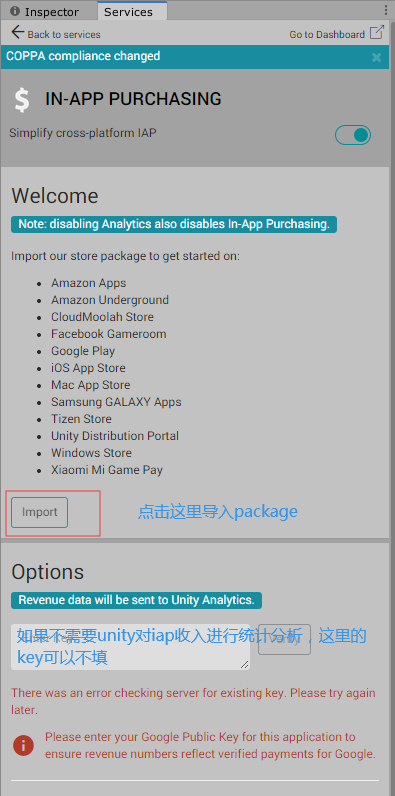 Inspector
Services
Back to services
Go to Dashboard
COPPA compliance changed
IN-APP PURCHASING
Simplify cross-platform IAP
Welcome
Note: disabling Analytics also disables In-App Purchasing.
Import our store package to get started on:
Amazon Apps
Amazon Underground
CloudMoolah Store
Facebook Gameroom
Google Play
iOS App Store
Mac App Store
Samsung GALAXY Apps
Tizen Store
Unity Distribution Portal
Windows Store
Xiaomi Mi Game Pay
Import
点击这里导入package
Options
Revenue data will be sent to Unity Analytics.
如果不需要unity对iap收入进行统计分析，这里的
key可以不填
There was an error checking server for existing key. Please try again
later.
Please enter your Google Public Key for this application to
ensure revenue numbers reflect verified payments for Google.